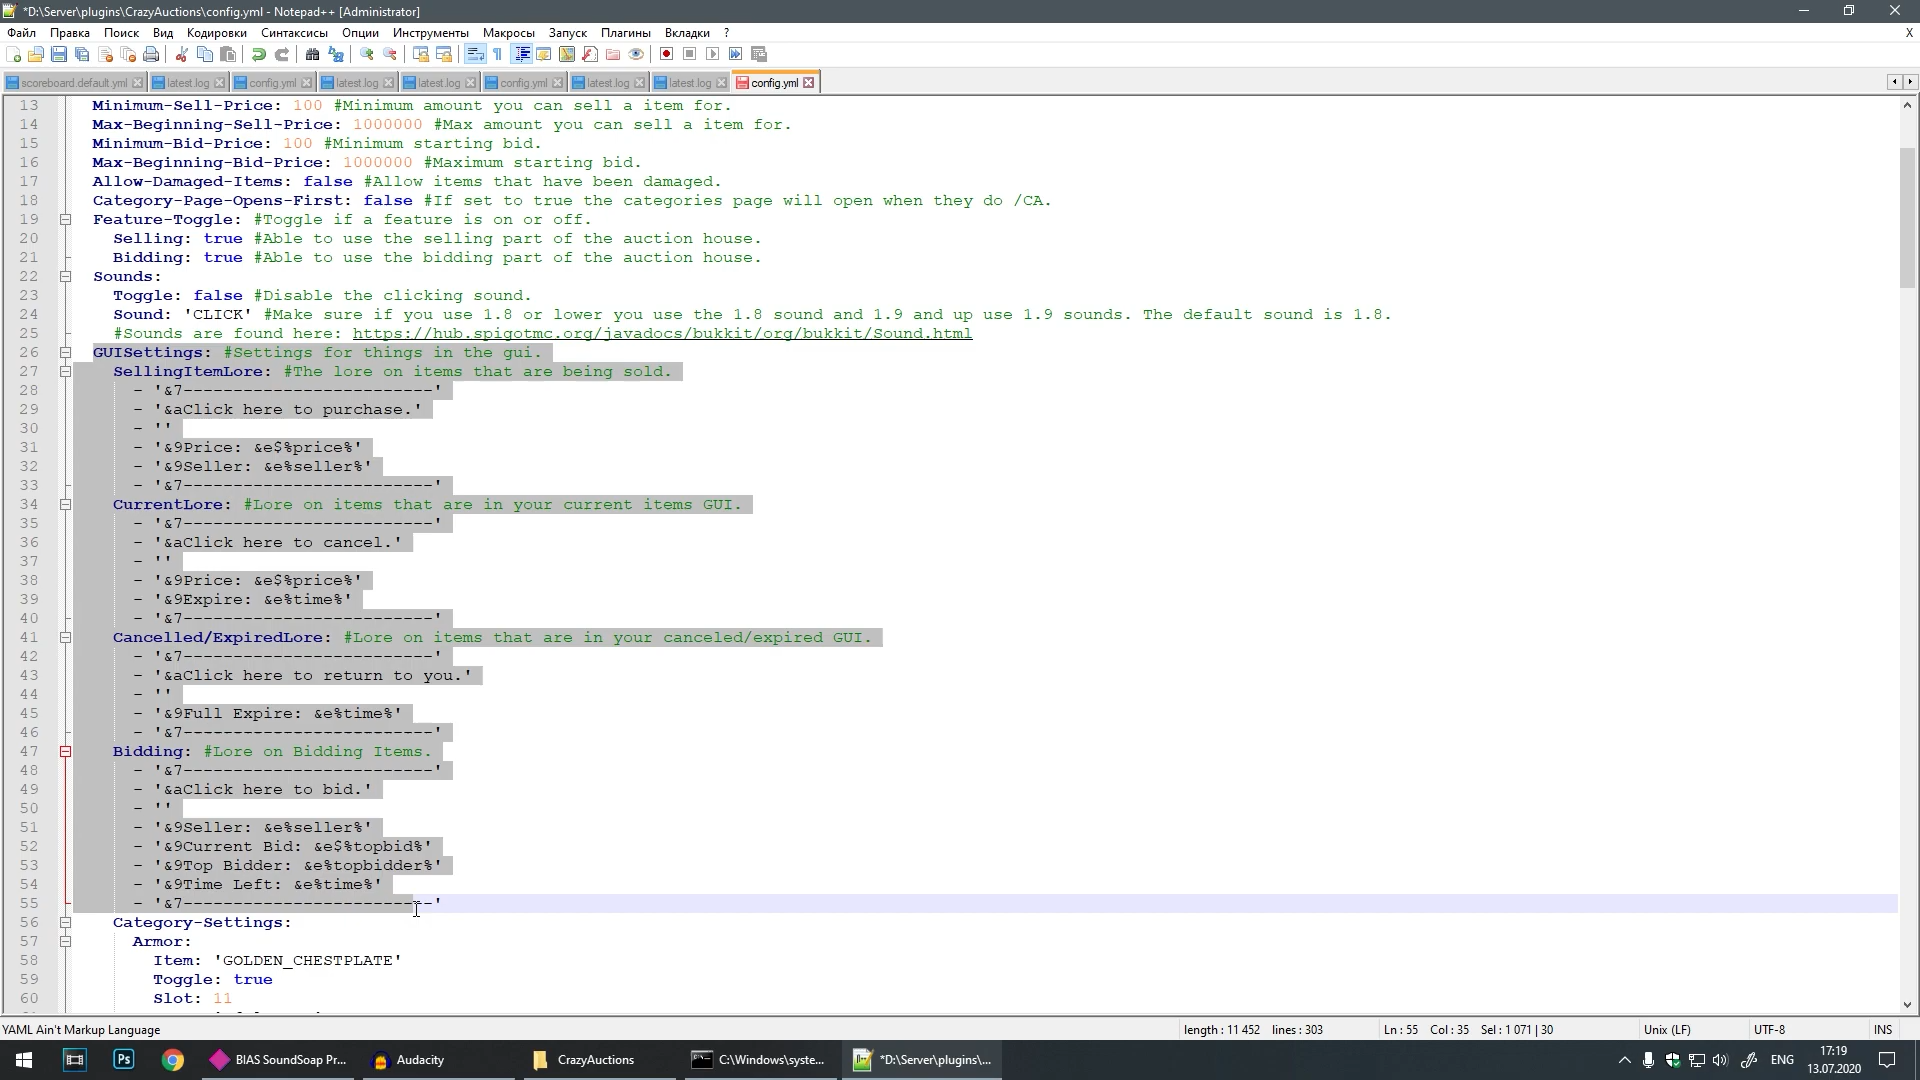 *D:\Server\plugins\CrazyAuctions\config.yml - Notepad++ [Administrator]
Файл Правка Поиск Вид Кодировки Синтаксисы Опции Инструменты Макросы Запуск Плагины Вкладки ? X
scoreboard.default.yml latest.log config.yml latest.log latest.log config.yml latest.log latest.log config.yml
13 Minimum-Sell-Price: 100 #Minimum amount you can sell a item for.
14 Max-Beginning-Sell-Price: 1000000 #Max amount you can sell a item for.
15 Minimum-Bid-Price: 100 #Minimum starting bid.
16 Max-Beginning-Bid-Price: 1000000 #Maximum starting bid.
17 Allow-Damaged-Items: false #Allow items that have been damaged.
18 Category-Page-Opens-First: false #If set to true the categories page will open when they do /CA.
19 Feature-Toggle: #Toggle if a feature is on or off.
20 Selling: true #Able to use the selling part of the auction house.
21 Bidding: true #Able to use the bidding part of the auction house.
22 Sounds:
23 Toggle: false #Disable the clicking sound.
24 Sound: 'CLICK' #Make sure if you use 1.8 or lower you use the 1.8 sound and 1.9 and up use 1.9 sounds. The default sound is 1.8.
25 #Sounds are found here: https://hub.spigotmc.org/javadocs/bukkit/org/bukkit/Sound.html
26 GUISettings: #Settings for things in the gui.
27 SellingItemLore: #The lore on items that are being sold.
28 - '&7-------------------------'
29 - '&aClick here to purchase.'
30 - ''
31 - '&9Price: &e$%price%'
32 - '&9Seller: &e%seller%'
33 - '&7-------------------------'
34 CurrentLore: #Lore on items that are in your current items GUI.
35 - '&7-------------------------'
36 - '&aClick here to cancel.'
37 - ''
38 - '&9Price: &e$%price%'
39 - '&9Expire: &e%time%'
40 - '&7-------------------------'
41 Cancelled/ExpiredLore: #Lore on items that are in your canceled/expired GUI.
42 - '&7-------------------------'
43 - '&aClick here to return to you.'
44 - ''
45 - '&9Full Expire: &e%time%'
46 - '&7-------------------------'
47 Bidding: #Lore on Bidding Items.
48 - '&7-------------------------'
49 - '&aClick here to bid.'
50 - ''
51 - '&9Seller: &e%seller%'
52 - '&9Current Bid: &e$%topbid%'
53 - '&9Top Bidder: &e%topbidder%'
54 - '&9Time Left: &e%time%'
55 - '&7-------------------------'
56 Category-Settings:
57 Armor:
58 Item: 'GOLDEN_CHESTPLATE'
59 Toggle: true
60 Slot: 11
YAML Ain't Markup Language length : 11 452 lines : 303 Ln : 55 Col : 35 Sel : 1 071 | 30 Unix (LF) UTF-8 INS
BIAS SoundSoap Pr... Audacity CrazyAuctions C:\Windows\syste... *D:\Server\plugins\... ENG 17:19
13.07.2020